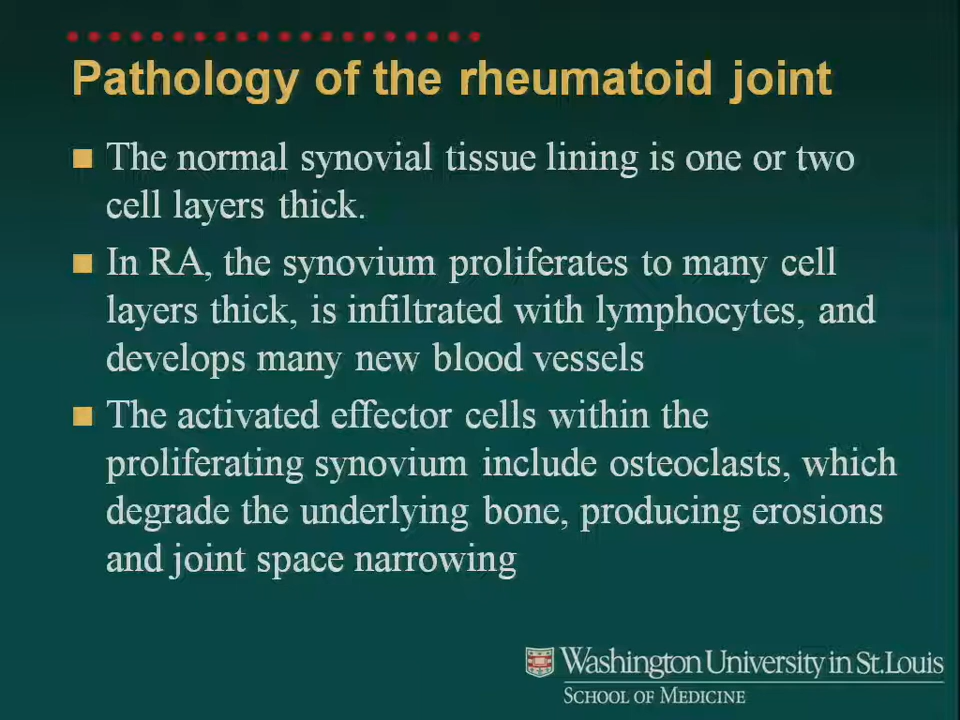 Pathology of the rheumatoid joint
The normal synovial tissue lining is one or two
cell layers thick.
In RA, the synovium proliferates to many cell
layers thick, is infiltrated with lymphocytes, and
develops many new blood vessels
The activated effector cells within the
proliferating synovium include osteoclasts, which
degrade the underlying bone, producing erosions
and joint space narrowing
Washington University in St. Louis
SCHOOL OF MEDICINE